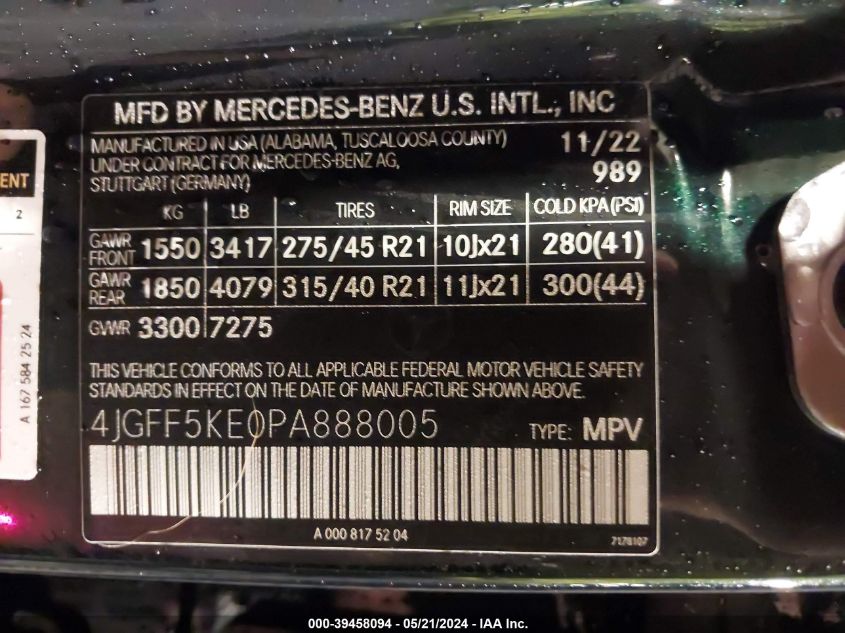 MFD BY MERCEDES-BENZ U.S. INTL., INC
MANUFACTURED IN USA (ALABAMA, TUSCALOOSA COUNTY) 11/22
UNDER CONTRACT FOR MERCEDES-BENZ AG, 989
STUTTGART (GERMANY)
KG LB TIRES RIM SIZE COLD KPA (PSI)
GAWR FRONT 1550 3417 275/45 R21 10Jx21 280(41)
GAWR REAR 1850 4079 315/40 R21 11Jx21 300(44)
GVWR 3300 7275
THIS VEHICLE CONFORMS TO ALL APPLICABLE FEDERAL MOTOR VEHICLE SAFETY
STANDARDS IN EFFECT ON THE DATE OF MANUFACTURE SHOWN ABOVE.
4JGFF5KE0PA888005 TYPE: MPV
A 000 817 52 04
7178107
ENT
2
A 167 584 25 24
000-39458094 - 05/21/2024 - IAA Inc.